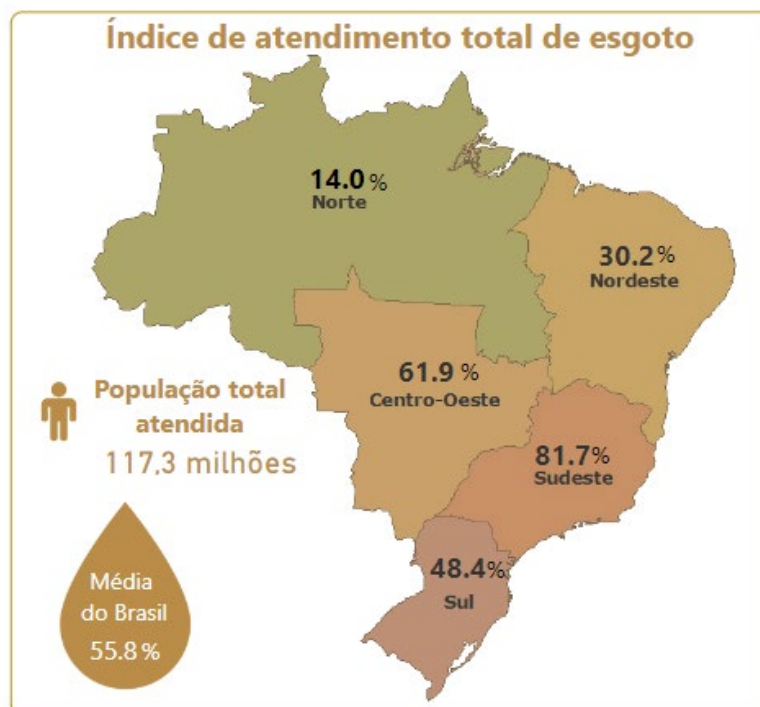 Índice de atendimento total de esgoto
14.0 %
Norte
30.2 %
Nordeste
61.9 %
Centro-Oeste
População total
atendida
117,3 milhões
81.7%
Sudeste
48.4%
Sul
Média
do Brasil
55.8 %